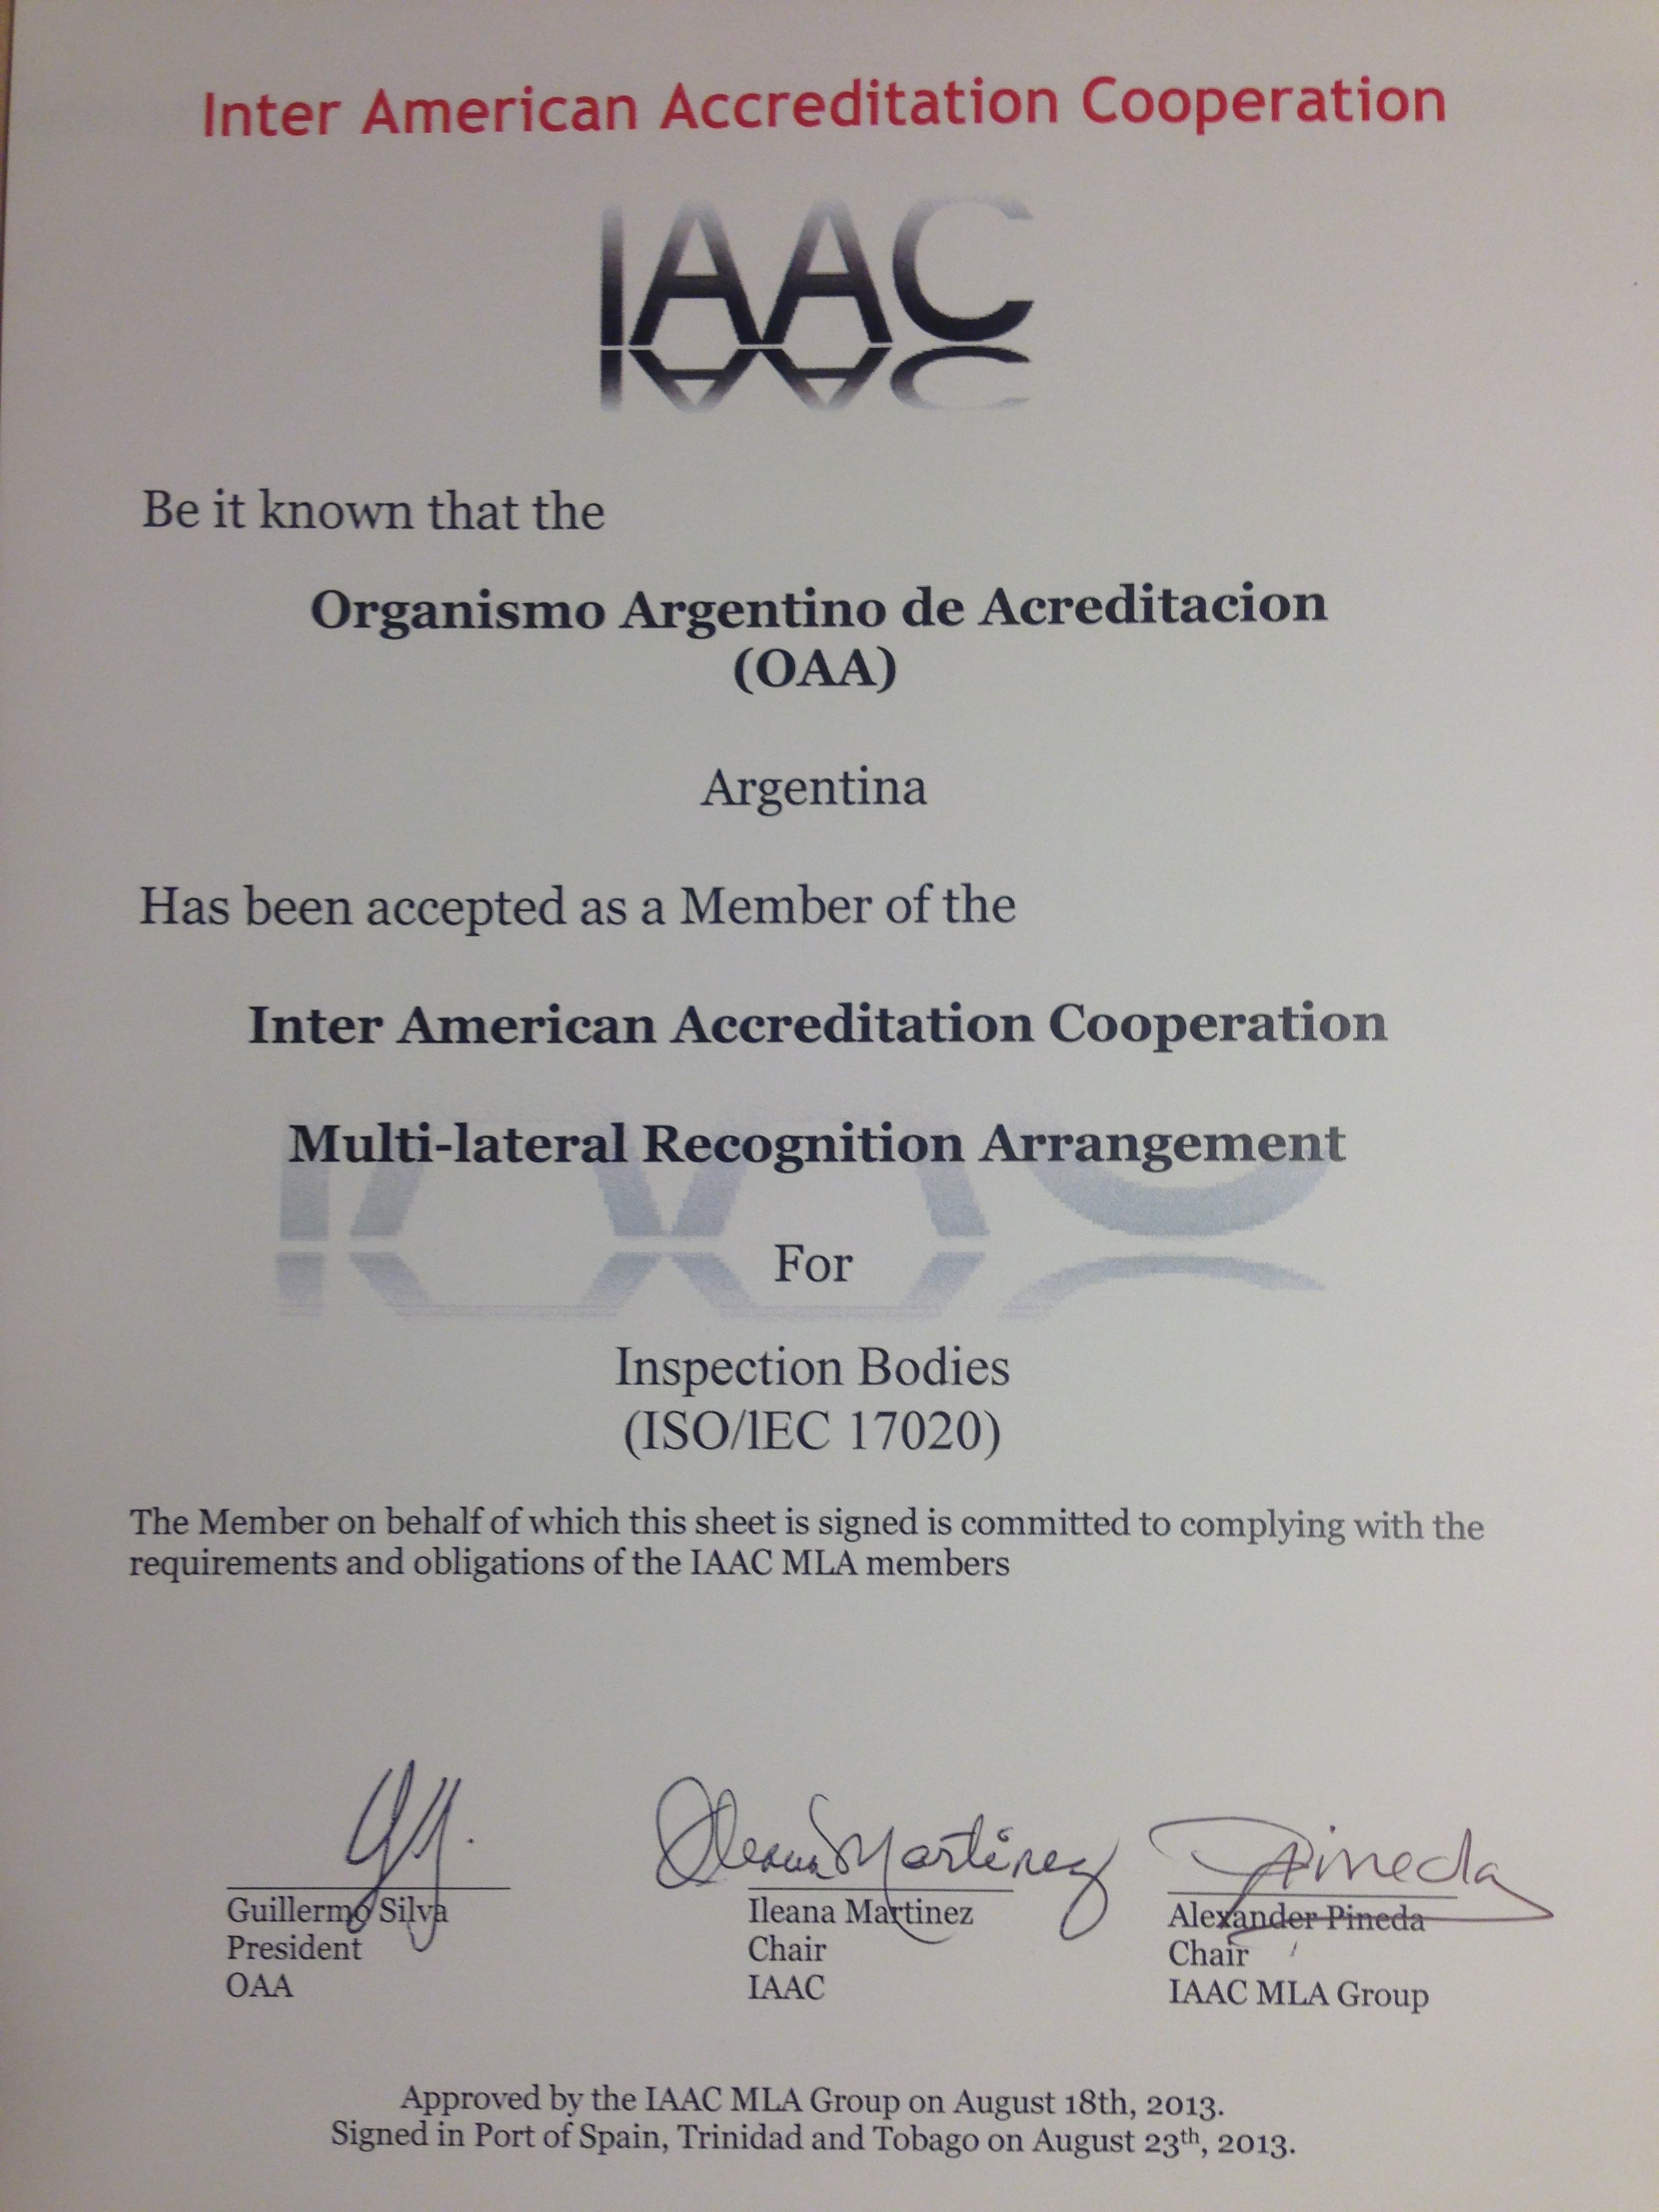 Inter American Accreditation Cooperation
IAAC
Be it known that the
Organismo Argentino de Acreditacion
(OAA)
Argentina
Has been accepted as a Member of the
Inter American Accreditation Cooperation
Multi-lateral Recognition Arrangement
For
Inspection Bodies
(ISO/lEC 17020)
The Member on behalf of which this sheet is signed is committed to complying with the
requirements and obligations of the IAAC MLA members
Ileana Martinez
Pineda
Guillermo Silva
President
OAA
Ileana Martinez
Chair
IAAC
Alexander Pineda
Chair
IAAC MLA Group
Approved by the IAAC MLA Group on August 18th, 2013.
Signed in Port of Spain, Trinidad and Tobago on August 23th, 2013.